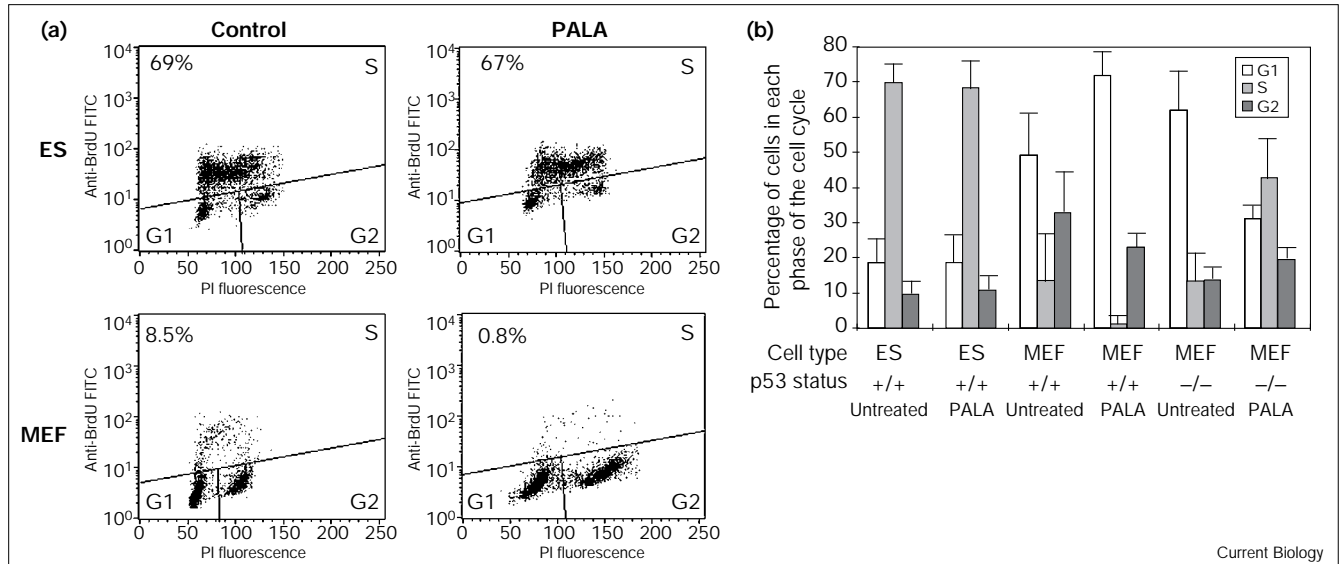 (a)
Control
PALA
ES
10⁴
10³
10²
10¹
10⁰
Anti-BrdU FITC
69%
S
G1
G2
0 50 100 150 200 250
PI fluorescence
10⁴
10³
10²
10¹
10⁰
Anti-BrdU FITC
67%
S
G1
G2
0 50 100 150 200 250
PI fluorescence
MEF
10⁴
10³
10²
10¹
10⁰
Anti-BrdU FITC
8.5%
S
G1
G2
0 50 100 150 200 250
PI fluorescence
10⁴
10³
10²
10¹
10⁰
Anti-BrdU FITC
0.8%
S
G1
G2
0 50 100 150 200 250
PI fluorescence
(b)
Percentage of cells in each
phase of the cell cycle
80
70
60
50
40
30
20
10
0
G1
S
G2
Cell type ES ES MEF MEF MEF MEF
p53 status +/+ +/+ +/+ +/+ –/– –/–
Untreated PALA Untreated PALA Untreated PALA
Current Biology